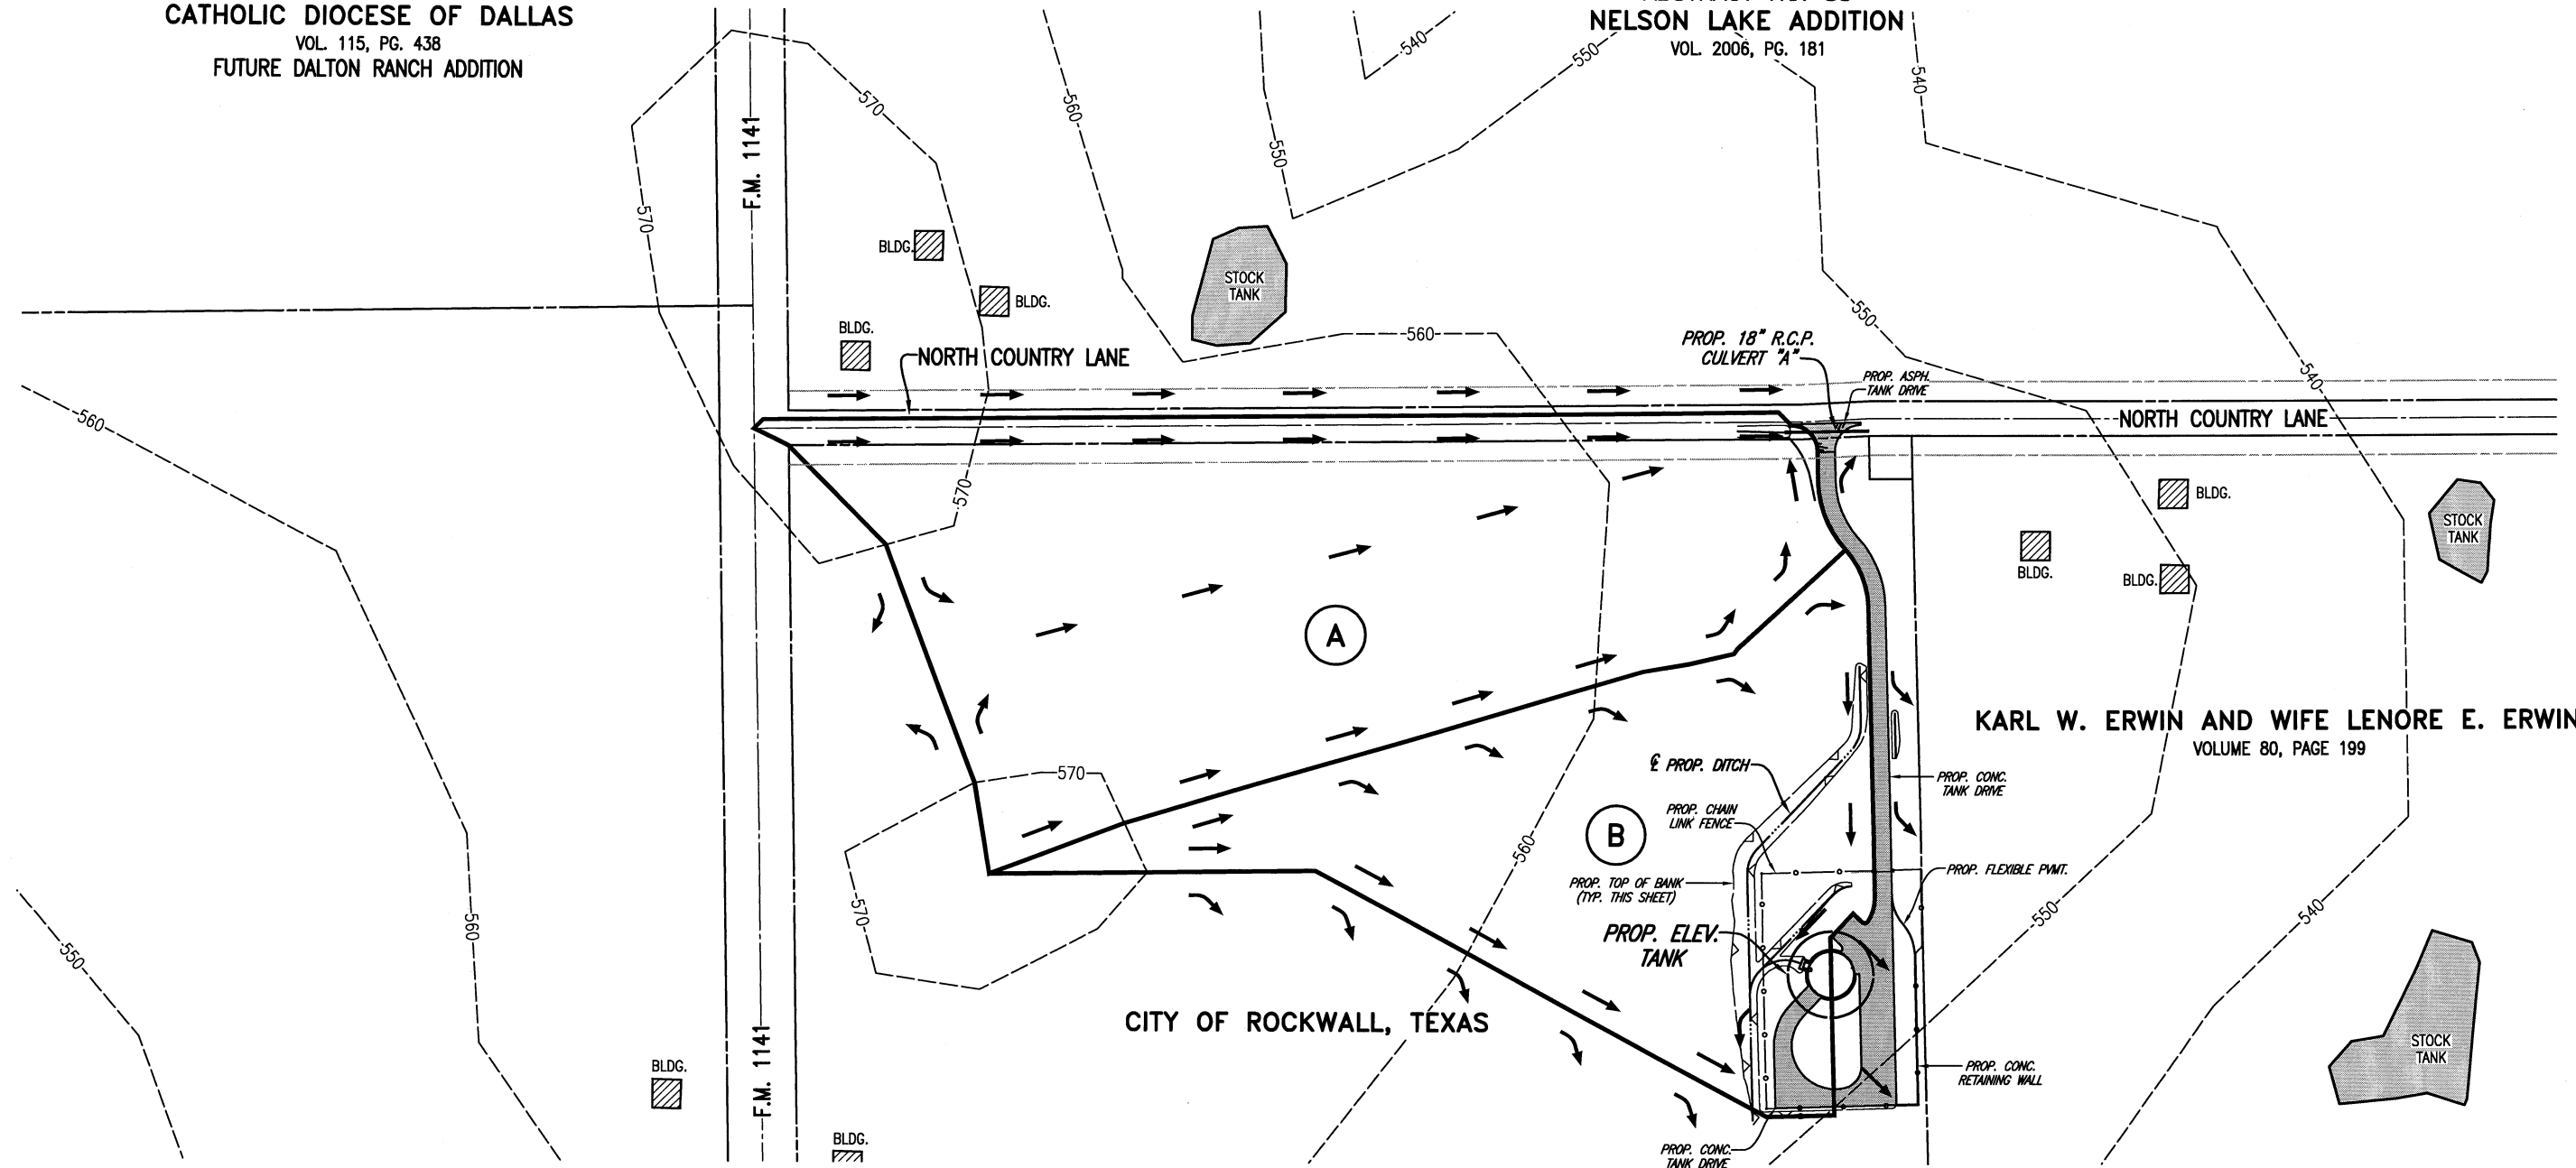 CATHOLIC DIOCESE OF DALLAS
VOL. 115, PG. 438
FUTURE DALTON RANCH ADDITION
NELSON LAKE ADDITION
VOL. 2006, PG. 181
540
550
540
570
560
F.M. 1141
550
570
BLDG.
STOCK
TANK
BLDG.
BLDG.
550
560
PROP. 18" R.C.P.
CULVERT "A"
NORTH COUNTRY LANE
PROP. ASPH.
TANK DRIVE
540
560
NORTH COUNTRY LANE
570
BLDG.
STOCK
TANK
BLDG.
BLDG.
A
KARL W. ERWIN AND WIFE LENORE E. ERWIN
VOLUME 80, PAGE 199
℄ PROP. DITCH
570
PROP. CONC.
TANK DRIVE
PROP. CHAIN
LINK FENCE
B
560
PROP. FLEXIBLE PVMT.
PROP. TOP OF BANK
(TYP. THIS SHEET)
570
560
550
540
PROP. ELEV.
TANK
550
CITY OF ROCKWALL, TEXAS
STOCK
TANK
F.M. 1141
BLDG.
PROP. CONC.
RETAINING WALL
BLDG.
PROP. CONC.
TANK DRIVE